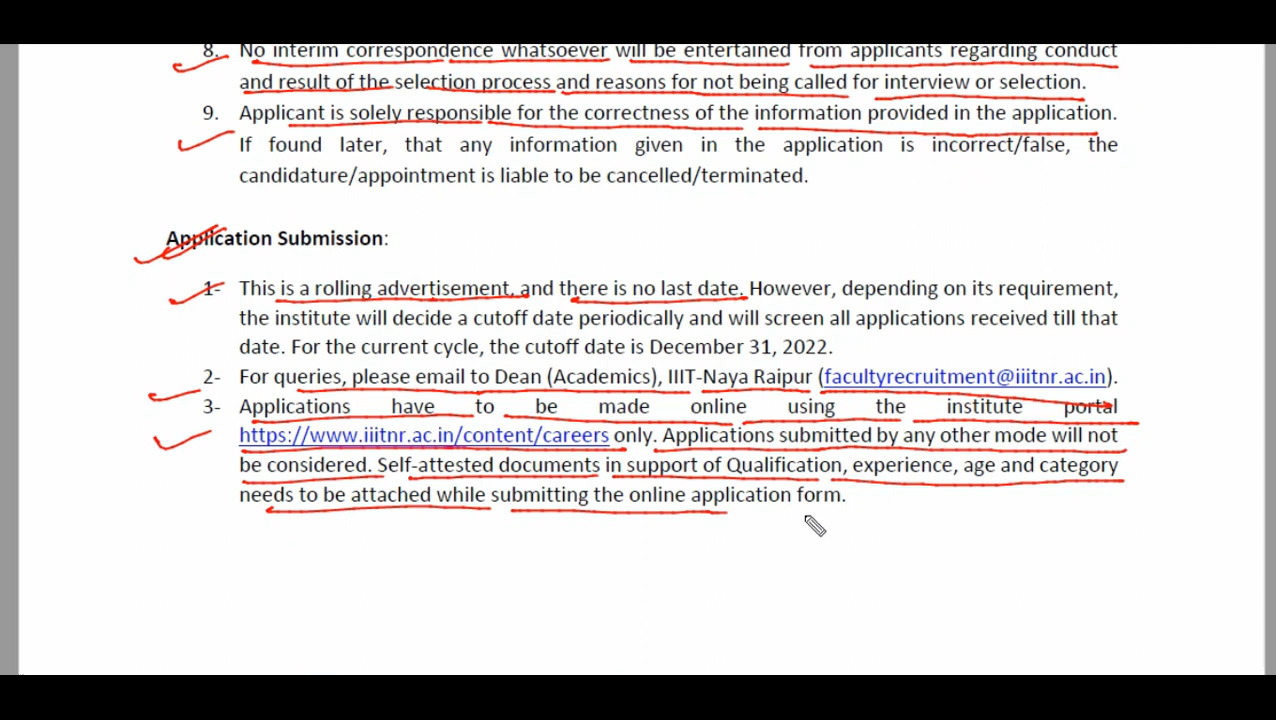 8. No interim correspondence whatsoever will be entertained from applicants regarding conduct
and result of the selection process and reasons for not being called for interview or selection.
9. Applicant is solely responsible for the correctness of the information provided in the application.
If found later, that any information given in the application is incorrect/false, the
candidature/appointment is liable to be cancelled/terminated.
Application Submission:
1- This is a rolling advertisement, and there is no last date. However, depending on its requirement,
the institute will decide a cutoff date periodically and will screen all applications received till that
date. For the current cycle, the cutoff date is December 31, 2022.
2- For queries, please email to Dean (Academics), IIIT-Naya Raipur (facultyrecruitment@iiitnr.ac.in).
3- Applications have to be made online using the institute portal
https://www.iiitnr.ac.in/content/careers only. Applications submitted by any other mode will not
be considered. Self-attested documents in support of Qualification, experience, age and category
needs to be attached while submitting the online application form.